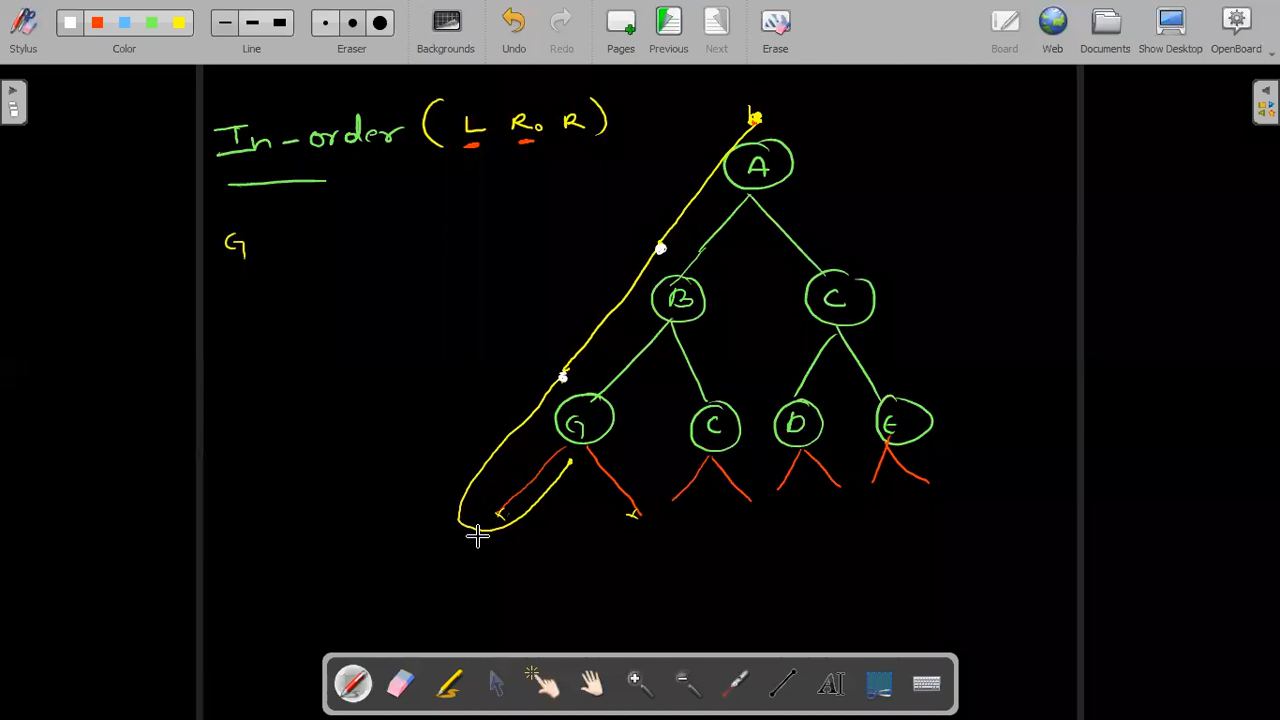 Stylus Color Line Eraser Backgrounds Undo Redo Pages Previous Next Erase Board Web Documents Show Desktop OpenBoard
In-order ( L Ro R )
A
G
B C
G C D E
AI